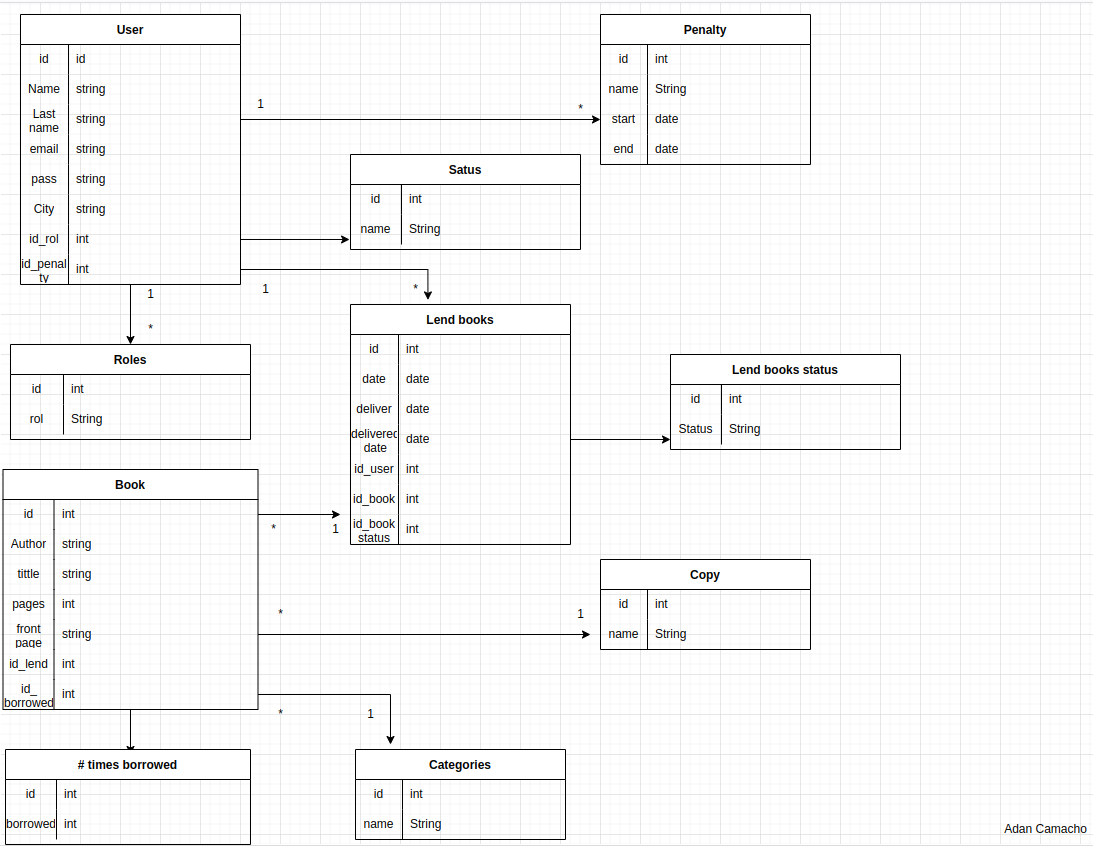 User
id id
Name string
Last
name string
email string
pass string
City string
id_rol int
id_penal
ty int
1 *
Penalty
id int
name String
start date
end date
Satus
id int
name String
1 *
1
*
Roles
id int
rol String
Lend books
id int
date date
deliver date
delivered
date date
id_user int
id_book int
id_book
status int
Lend books status
id int
Status String
Book
id int
Author string
tittle string
pages int
front
page string
id_lend int
id_
borrowed int
* 1
* 1
* 1
Copy
id int
name String
# times borrowed
id int
borrowed int
Categories
id int
name String
Adan Camacho